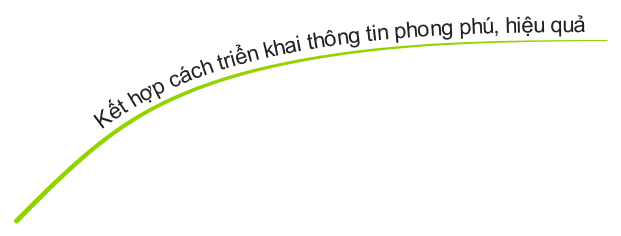 Kết hợp cách triển khai thông tin phong phú, hiệu quả